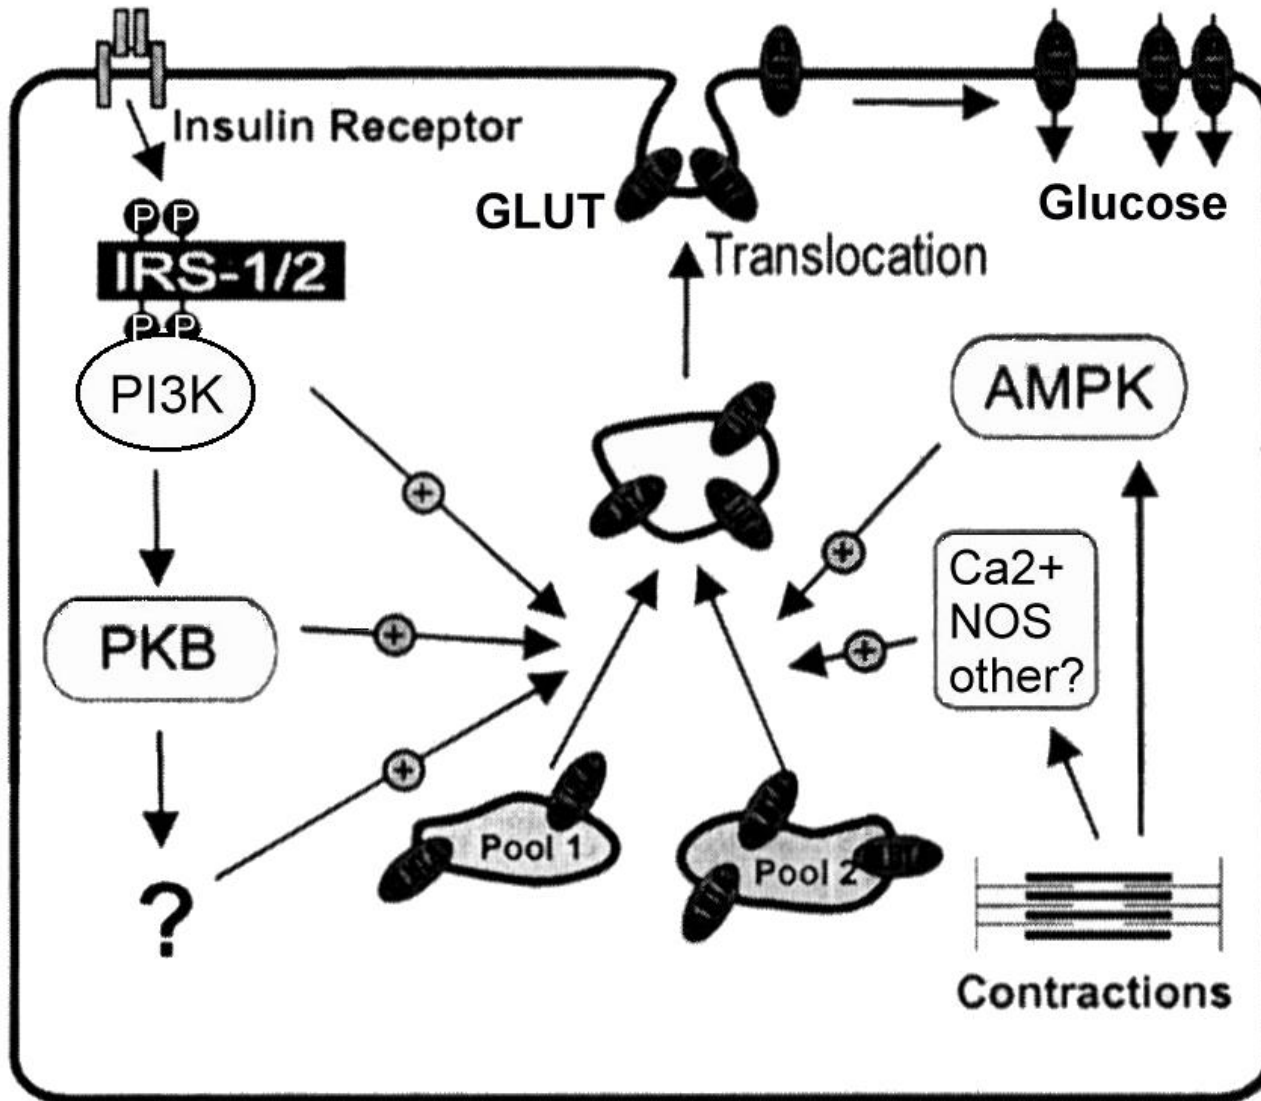 Insulin Receptor
P P
IRS-1/2
P P
PI3K
PKB
?
GLUT
Translocation
Glucose
AMPK
Ca2+
NOS
other?
+
+
+
+
+
Pool 1
Pool 2
Contractions